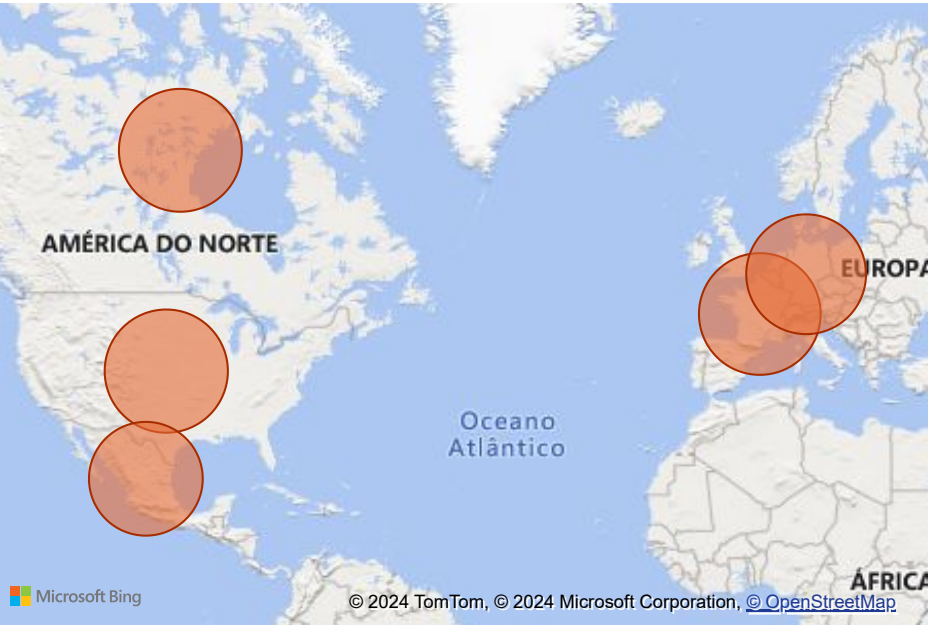 AMÉRICA DO NORTE
EUROPA
Oceano
Atlântico
ÁFRICA
Microsoft Bing
© 2024 TomTom, © 2024 Microsoft Corporation, © OpenStreetMap